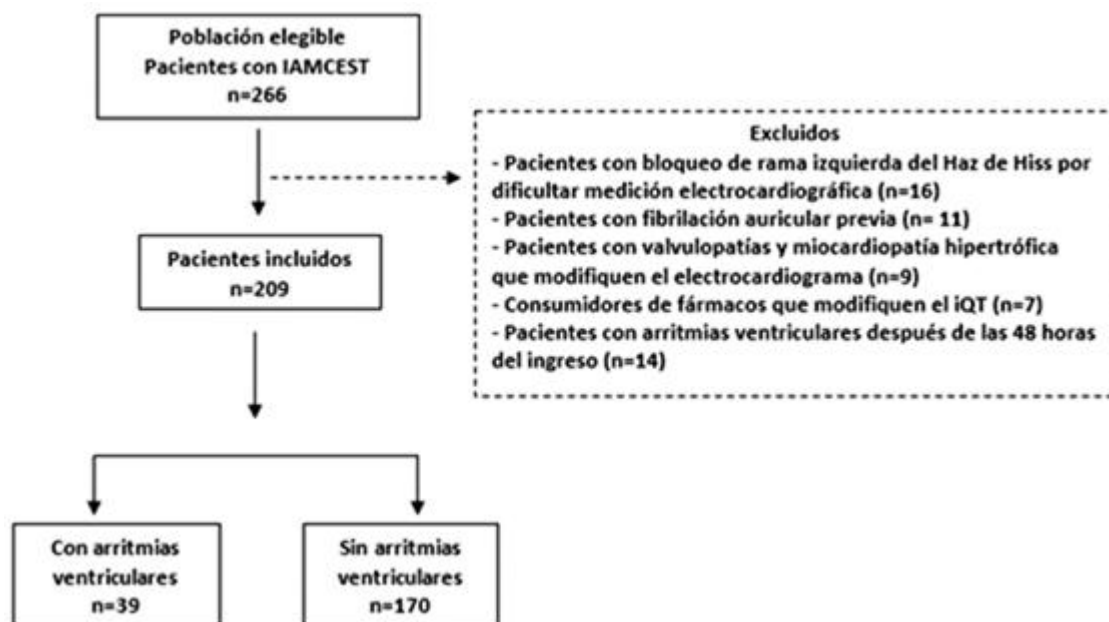 Población elegible
Pacientes con IAMCEST
n=266
Excluidos
- Pacientes con bloqueo de rama izquierda del Haz de Hiss por
dificultar medición electrocardiográfica (n=16)
- Pacientes con fibrilación auricular previa (n= 11)
- Pacientes con valvulopatías y miocardiopatía hipertrófica
que modifiquen el electrocardiograma (n=9)
- Consumidores de fármacos que modifiquen el iQT (n=7)
- Pacientes con arritmias ventriculares después de las 48 horas
del ingreso (n=14)
Pacientes incluidos
n=209
Con arritmias
ventriculares
n=39
Sin arritmias
ventriculares
n=170